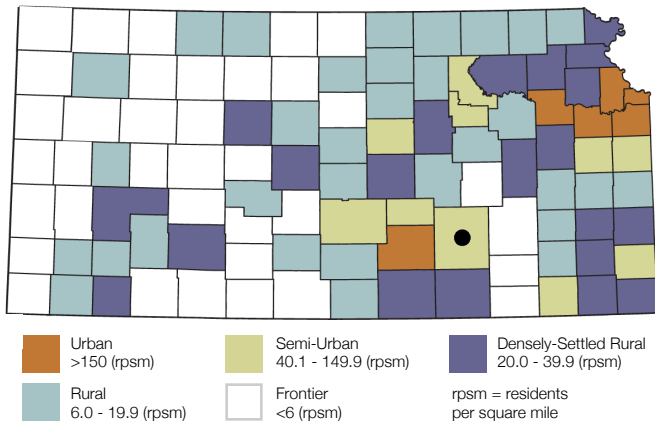 Urban
>150 (rpsm)
Semi-Urban
40.1 - 149.9 (rpsm)
Densely-Settled Rural
20.0 - 39.9 (rpsm)
Rural
6.0 - 19.9 (rpsm)
Frontier
<6 (rpsm)
rpsm = residents
per square mile